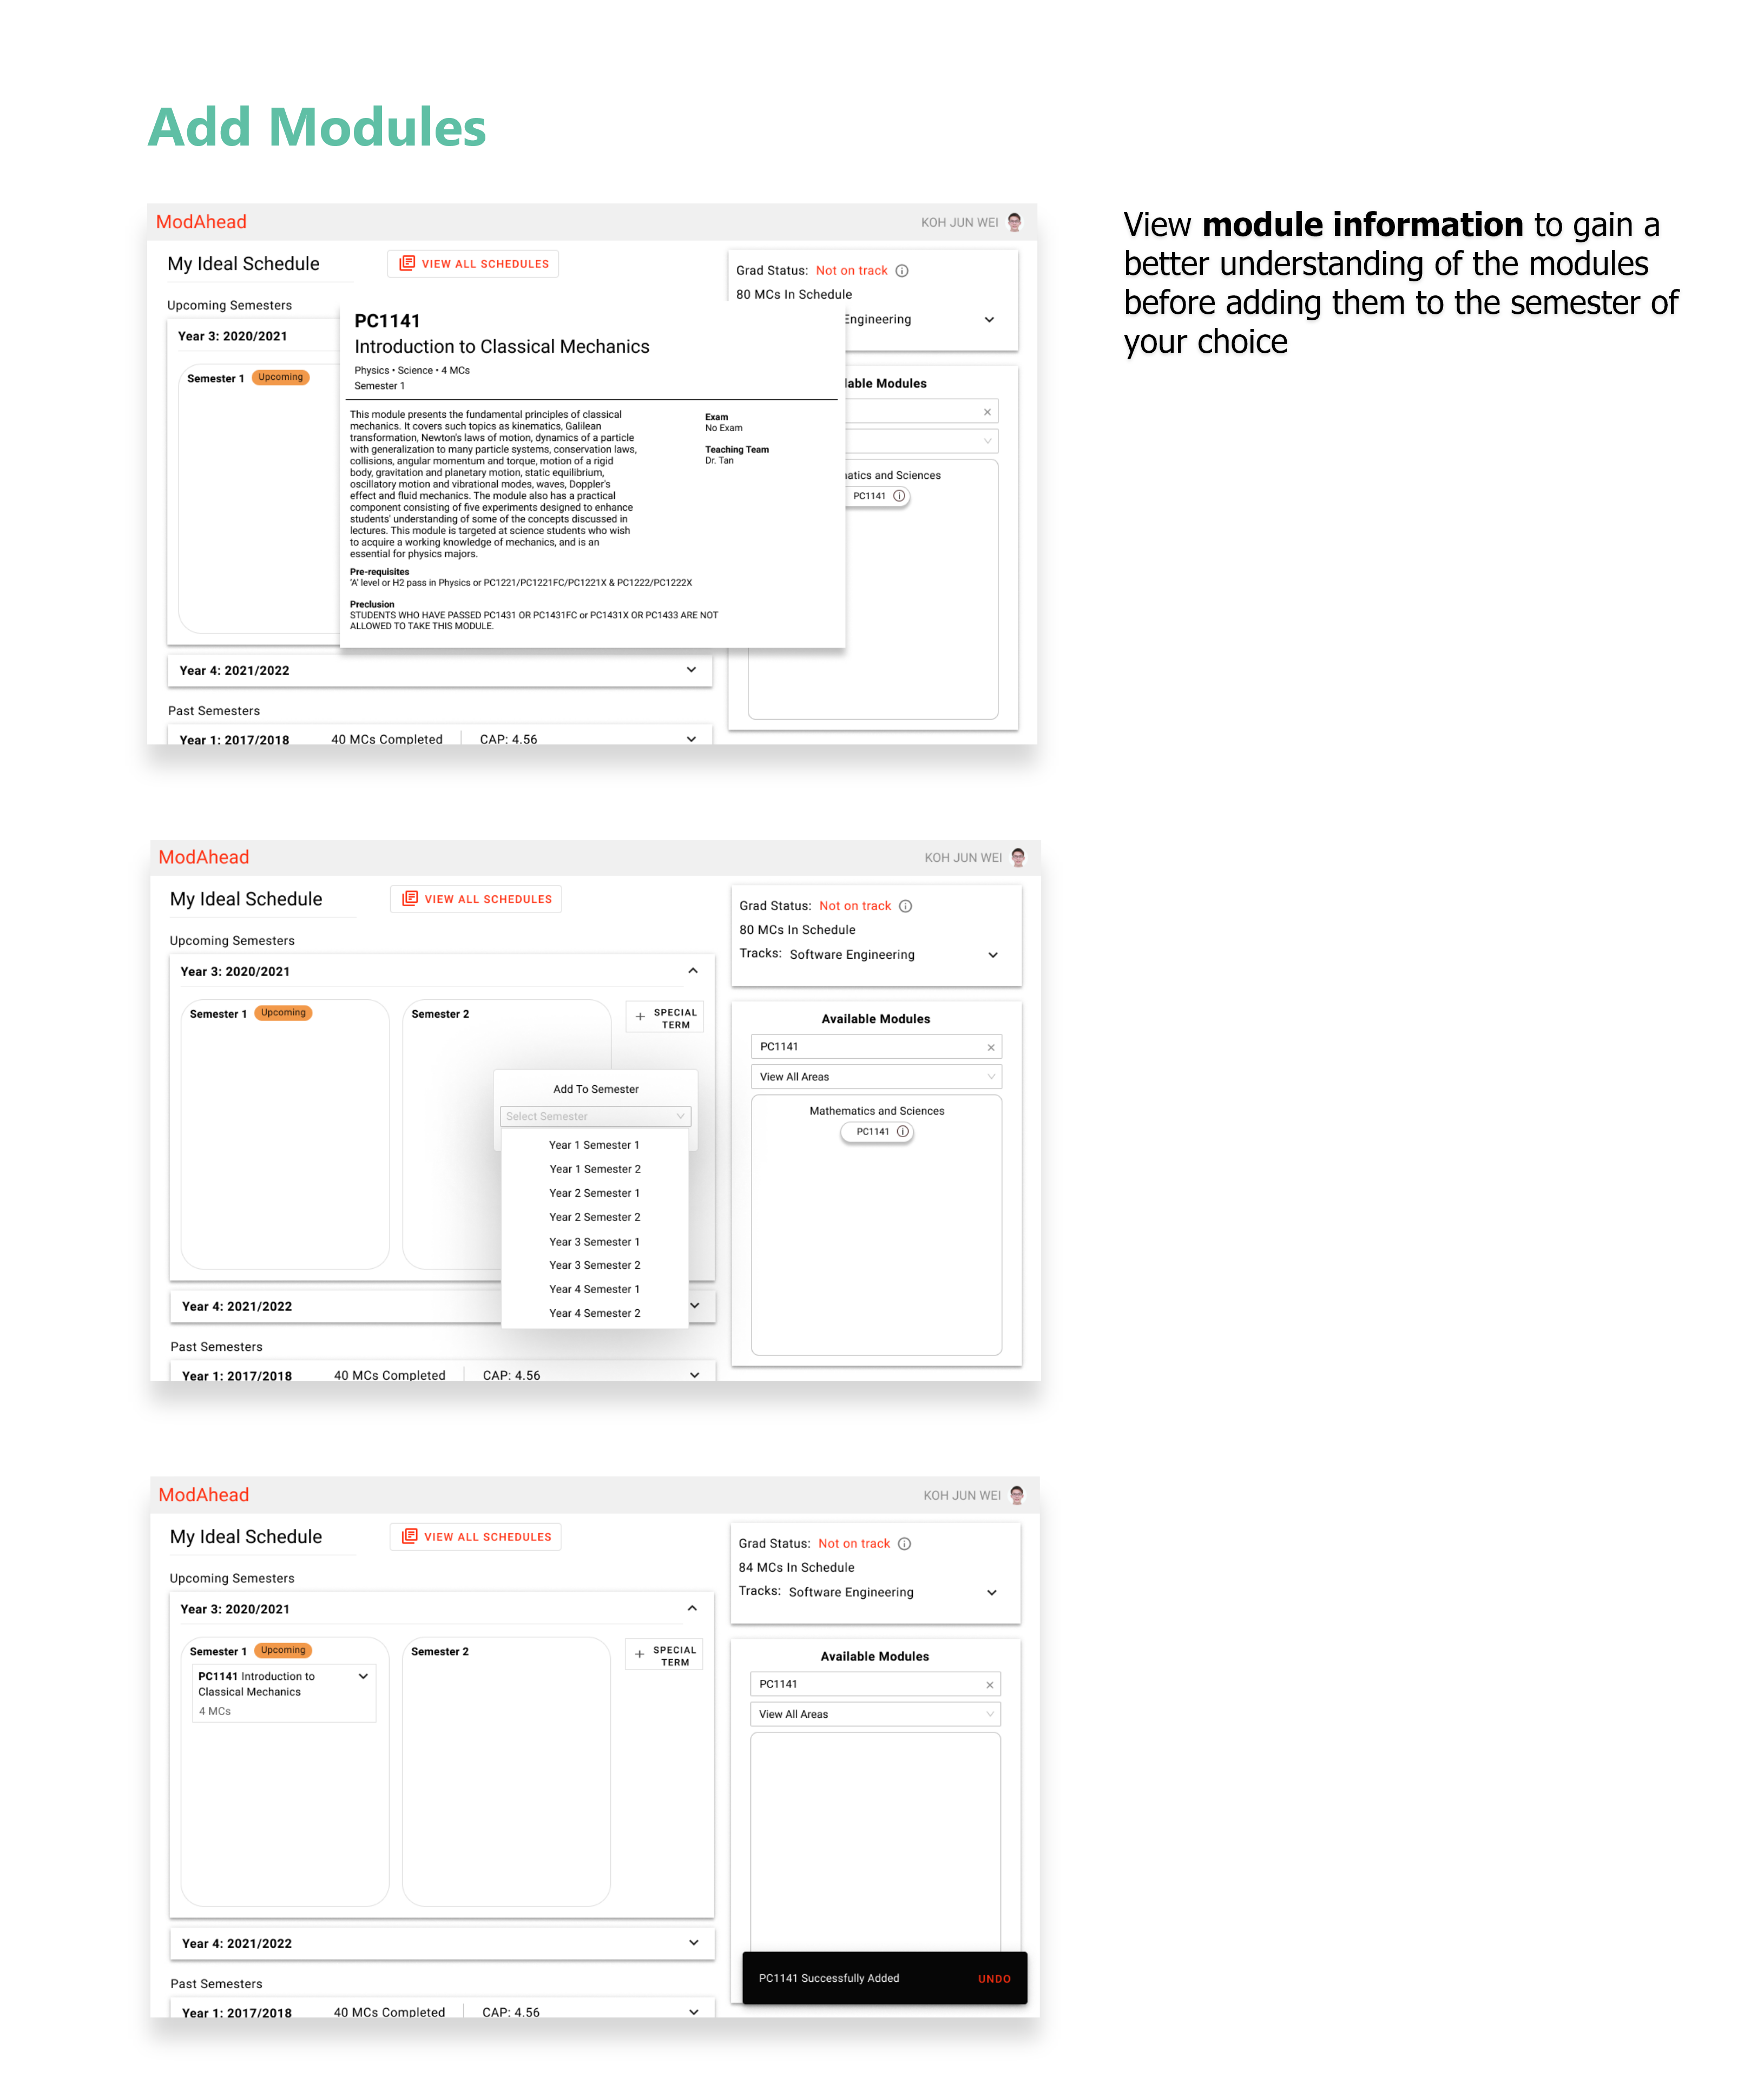 Add Modules
View module information to gain a
better understanding of the modules
before adding them to the semester of
your choice
ModAhead
KOH JUN WEI
My Ideal Schedule
VIEW ALL SCHEDULES
Upcoming Semesters
Year 3: 2020/2021
Semester 1 Upcoming
PC1141
Introduction to Classical Mechanics
Physics • Science • 4 MCs
Semester 1
This module presents the fundamental principles of classical
mechanics. It covers such topics as kinematics, Galilean
transformation, Newton's laws of motion, dynamics of a particle
with generalization to many particle systems, conservation laws,
collisions, angular momentum and torque, motion of a rigid
body, gravitation and planetary motion, static equilibrium,
oscillatory motion and vibrational modes, waves, Doppler's
effect and fluid mechanics. The module also has a practical
component consisting of five experiments designed to enhance
students' understanding of some of the concepts discussed in
lectures. This module is targeted at science students who wish
to acquire a working knowledge of mechanics, and is an
essential for physics majors.
Exam
No Exam
Teaching Team
Dr. Tan
Pre-requisites
'A' level or H2 pass in Physics or PC1221/PC1221FC/PC1221X & PC1222/PC1222X
Preclusion
STUDENTS WHO HAVE PASSED PC1431 OR PC1431FC or PC1431X OR PC1433 ARE NOT
ALLOWED TO TAKE THIS MODULE.
Grad Status: Not on track
80 MCs In Schedule
Engineering
lable Modules
natics and Sciences
PC1141
Year 4: 2021/2022
Past Semesters
Year 1: 2017/2018 40 MCs Completed CAP: 4.56
ModAhead
KOH JUN WEI
My Ideal Schedule
VIEW ALL SCHEDULES
Upcoming Semesters
Year 3: 2020/2021
Semester 1 Upcoming
Semester 2
+ SPECIAL
TERM
Add To Semester
Select Semester
Year 1 Semester 1
Year 1 Semester 2
Year 2 Semester 1
Year 2 Semester 2
Year 3 Semester 1
Year 3 Semester 2
Year 4 Semester 1
Year 4 Semester 2
Year 4: 2021/2022
Past Semesters
Year 1: 2017/2018 40 MCs Completed CAP: 4.56
Grad Status: Not on track
80 MCs In Schedule
Tracks: Software Engineering
Available Modules
PC1141
View All Areas
Mathematics and Sciences
PC1141
ModAhead
KOH JUN WEI
My Ideal Schedule
VIEW ALL SCHEDULES
Upcoming Semesters
Year 3: 2020/2021
Semester 1 Upcoming
PC1141 Introduction to
Classical Mechanics
4 MCs
Semester 2
+ SPECIAL
TERM
Year 4: 2021/2022
Past Semesters
Year 1: 2017/2018 40 MCs Completed CAP: 4.56
Grad Status: Not on track
84 MCs In Schedule
Tracks: Software Engineering
Available Modules
PC1141
View All Areas
PC1141 Successfully Added UNDO